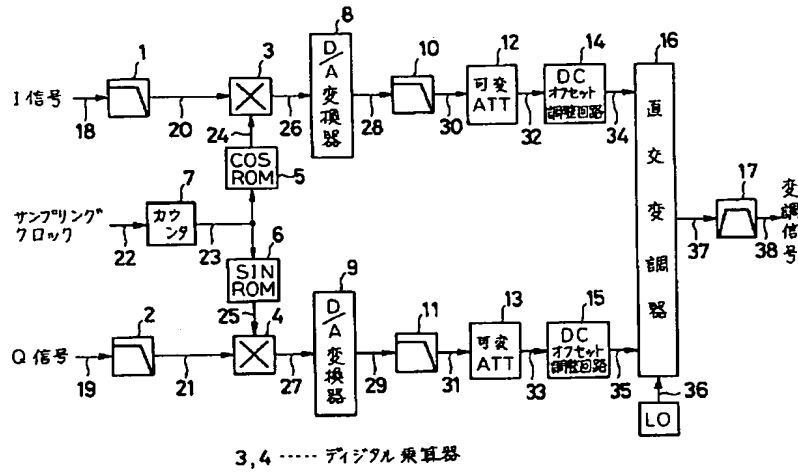 I 信号
18
1
20
3
24
26
8
D/A変換器
28
10
30
12
可変
ATT
32
14
DC
オフセット
調整回路
34
16
直交変調器
COS
ROM
5
サンプリング
クロック
22
7
カウ
ンタ
23
6
SIN
ROM
25
37
17
38
変調信号
Q 信号
19
2
21
4
27
9
D/A変換器
29
11
31
13
可変
ATT
33
15
DC
オフセット
調整回路
35
36
LO
3,4 ····· ディジタル乗算器